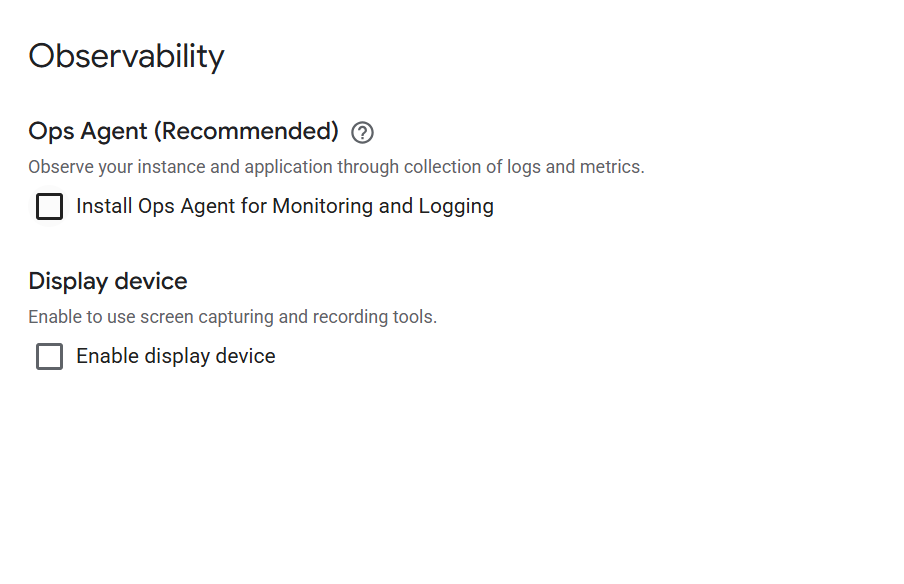 Observability
Ops Agent (Recommended)
Observe your instance and application through collection of logs and metrics.
Install Ops Agent for Monitoring and Logging
Display device
Enable to use screen capturing and recording tools.
Enable display device